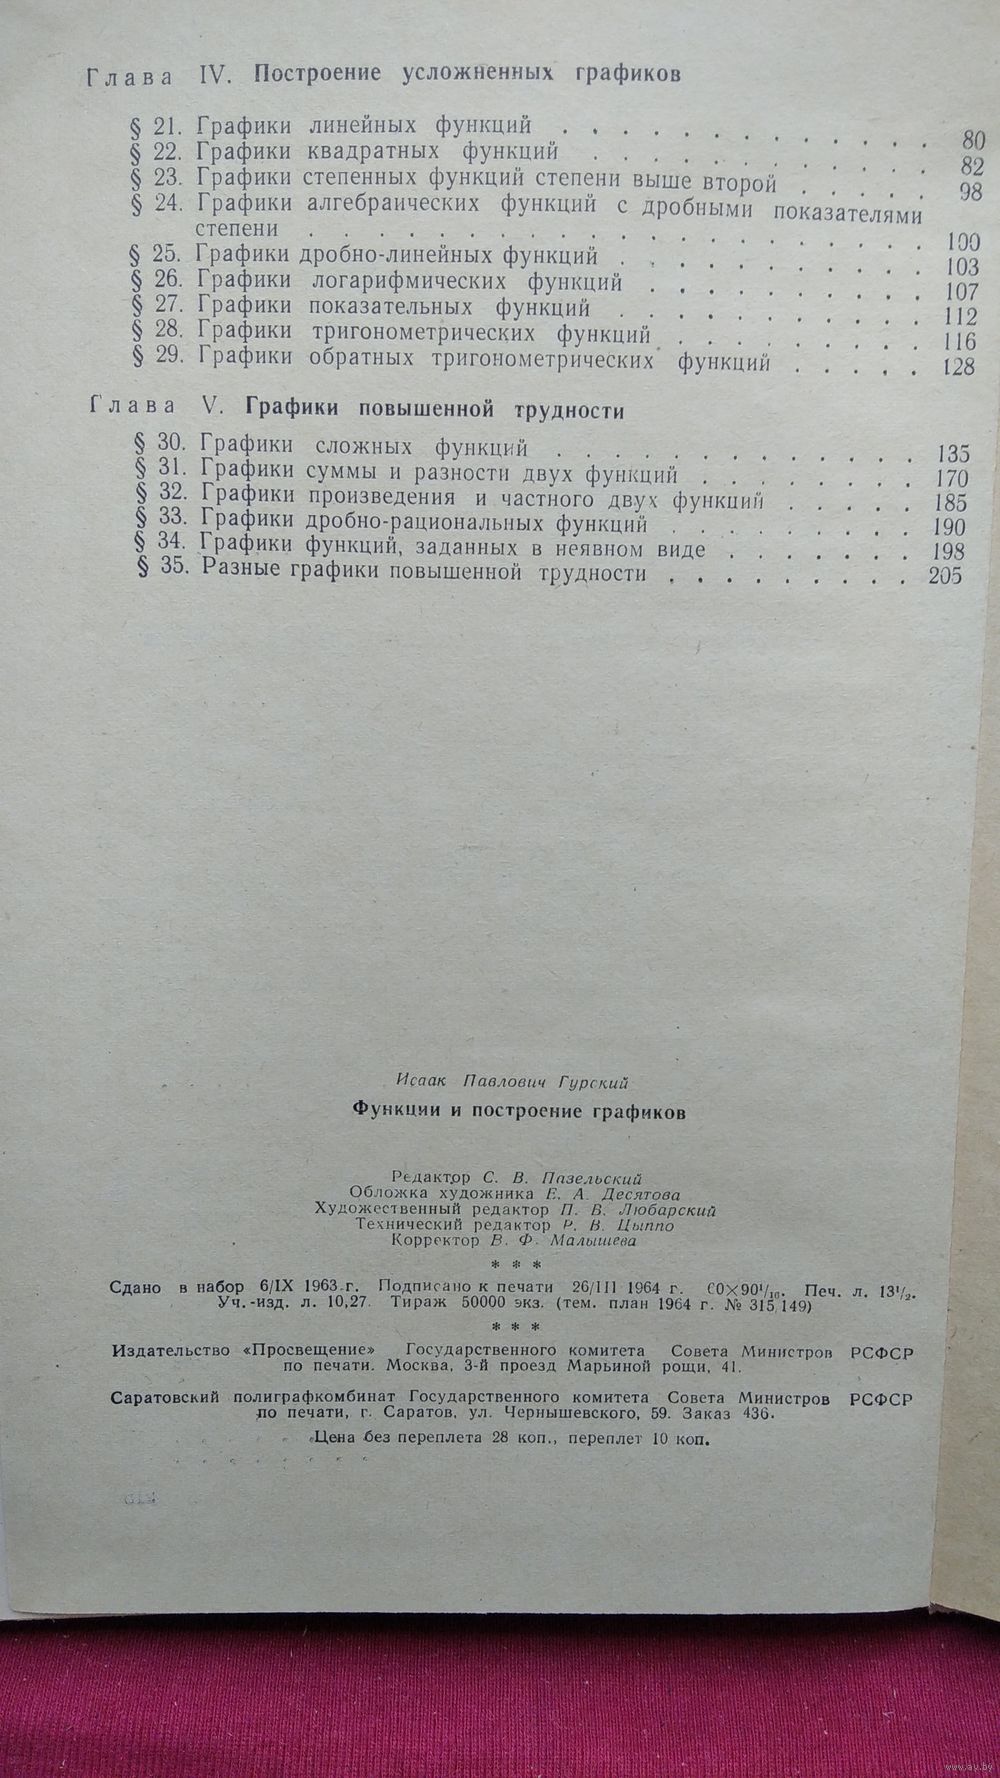 Глава IV. Построение усложненных графиков
§ 21. Графики линейных функций . . . . . . . . . . . . . 80
§ 22. Графики квадратных функций . . . . . . . . . . . . 82
§ 23. Графики степенных функций степени выше второй . . . . . 98
§ 24. Графики алгебраических функций с дробными показателями
степени . . . . . . . . . . . . . . . . . . . . . 100
§ 25. Графики дробно-линейных функций . . . . . . . . . . . 103
§ 26. Графики логарифмических функций . . . . . . . . . . 107
§ 27. Графики показательных функций . . . . . . . . . . . 112
§ 28. Графики тригонометрических функций . . . . . . . . . 116
§ 29. Графики обратных тригонометрических функций . . . . . 128
Глава V. Графики повышенной трудности
§ 30. Графики сложных функций . . . . . . . . . . . . . 135
§ 31. Графики суммы и разности двух функций . . . . . . . . 170
§ 32. Графики произведения и частного двух функций . . . . . 185
§ 33. Графики дробно-рациональных функций . . . . . . . . . 190
§ 34. Графики функций, заданных в неявном виде . . . . . . . 198
§ 35. Разные графики повышенной трудности . . . . . . . . . 205
Исаак Павлович Гурский
Функции и построение графиков
Редактор С. В. Пазельский
Обложка художника Е. А. Десятова
Художественный редактор П. В. Любарский
Технический редактор Р. В. Цыппо
Корректор В. Ф. Малышева
* * *
Сдано в набор 6/IX 1963 г. Подписано к печати 26/III 1964 г. 60×90¹/₁₆. Печ. л. 13¹/₂.
Уч.-изд. л. 10,27. Тираж 50000 экз. (тем. план 1964 г. № 315,149)
* * *
Издательство «Просвещение» Государственного комитета Совета Министров РСФСР
по печати. Москва, 3-й проезд Марьиной рощи, 41.
Саратовский полиграфкомбинат Государственного комитета Совета Министров РСФСР
по печати, г. Саратов, ул. Чернышевского, 59. Заказ 436.
Цена без переплета 28 коп., переплет 10 коп.
www.ay.by